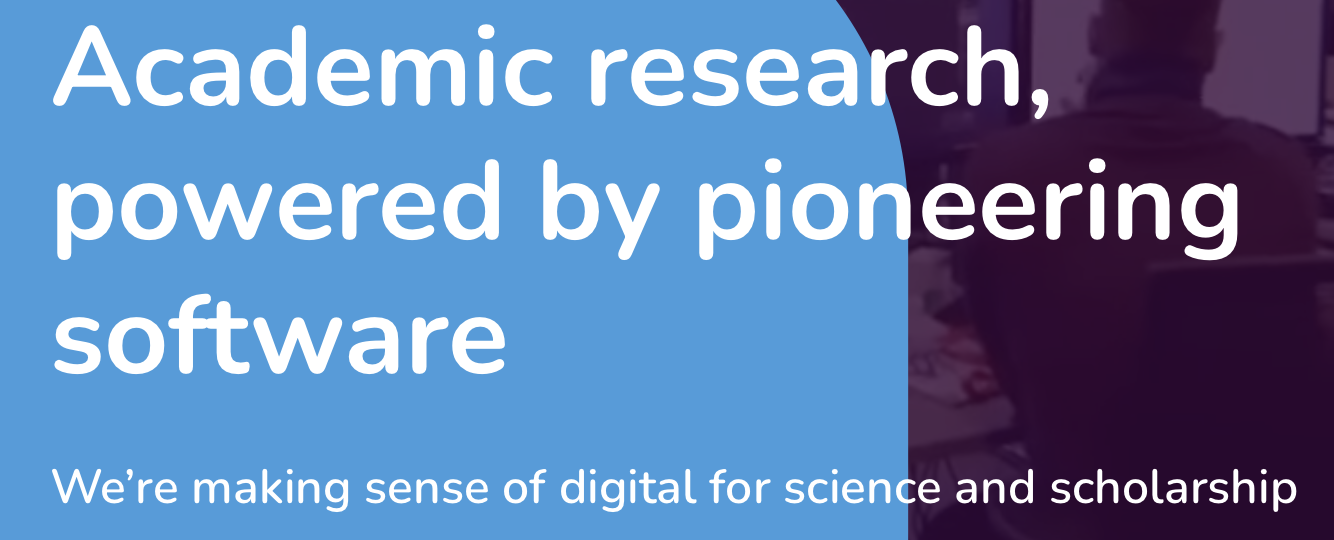 Academic research,
powered by pioneering
software
We’re making sense of digital for science and scholarship